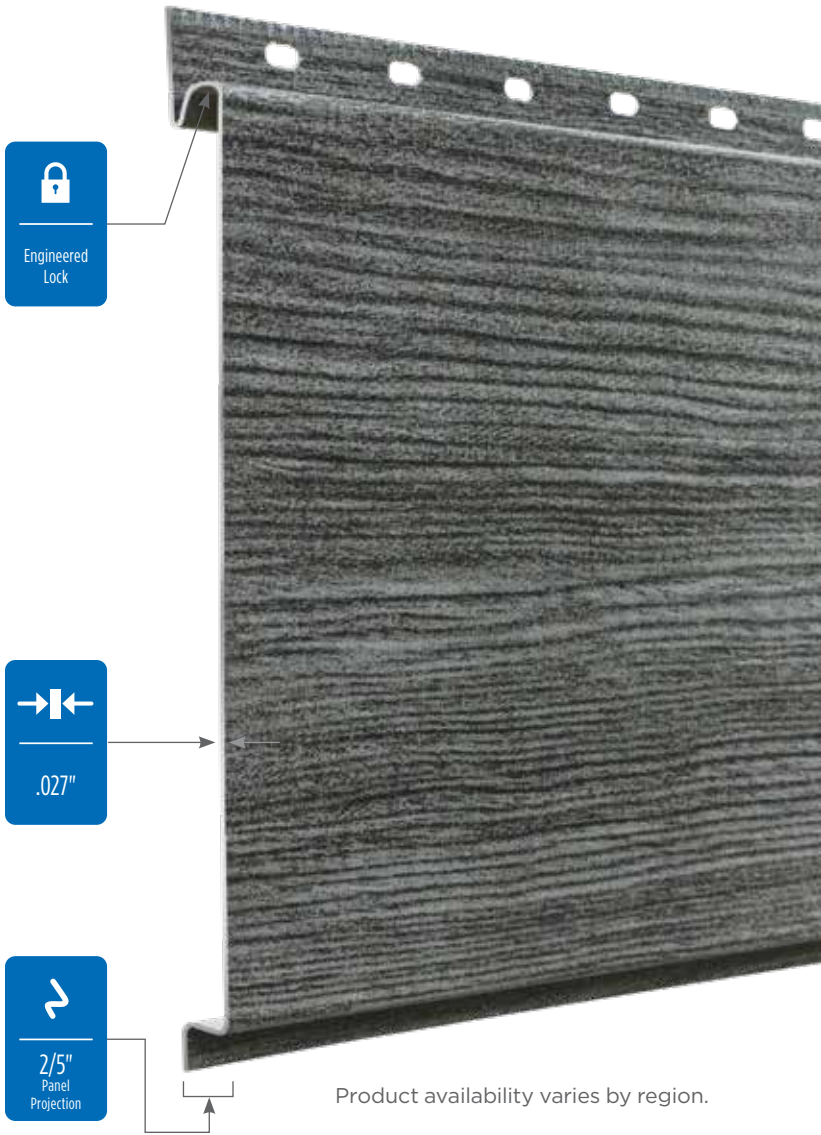 Engineered
Lock
.027"
2/5"
Panel
Projection
Product availability varies by region.